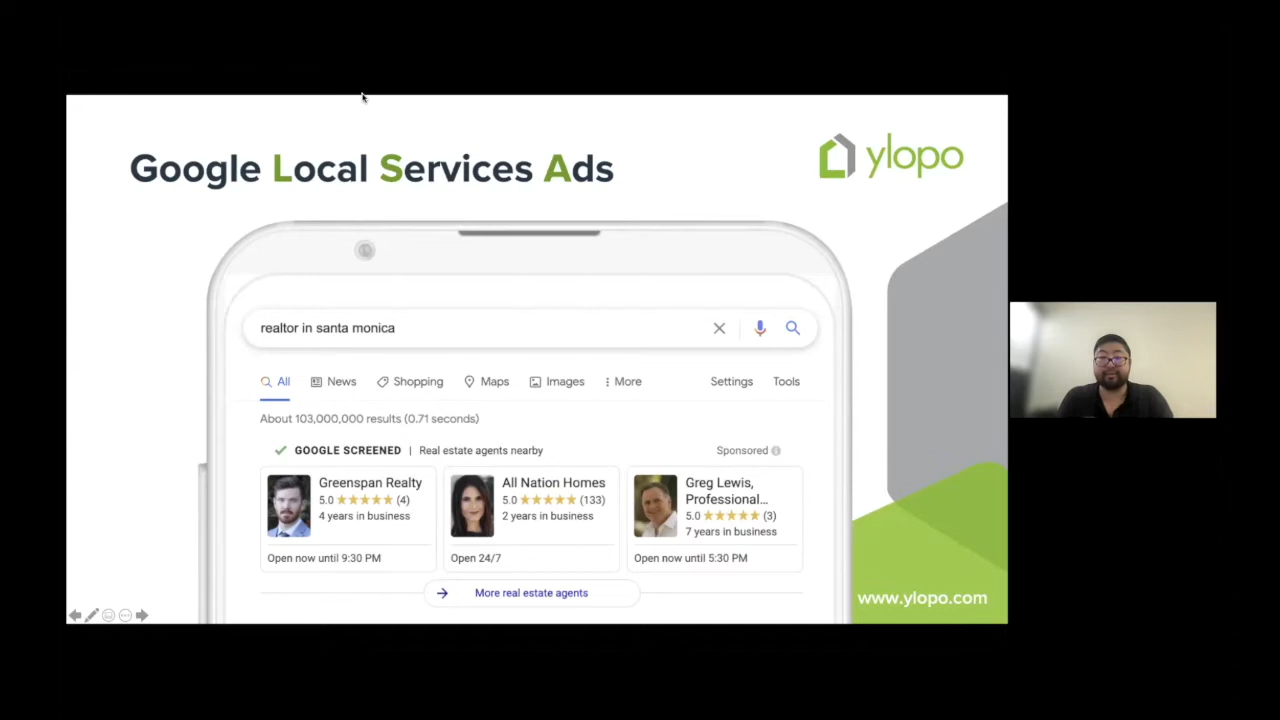 Google Local Services Ads
ylopo
realtor in santa monica
All News Shopping Maps Images More Settings Tools
About 103,000,000 results (0.71 seconds)
GOOGLE SCREENED | Real estate agents nearby Sponsored
Greenspan Realty
5.0 ★★★★★ (4)
4 years in business
Open now until 9:30 PM
All Nation Homes
5.0 ★★★★★ (133)
2 years in business
Open 24/7
Greg Lewis,
Professional...
5.0 ★★★★★ (3)
7 years in business
Open now until 5:30 PM
More real estate agents
www.ylopo.com